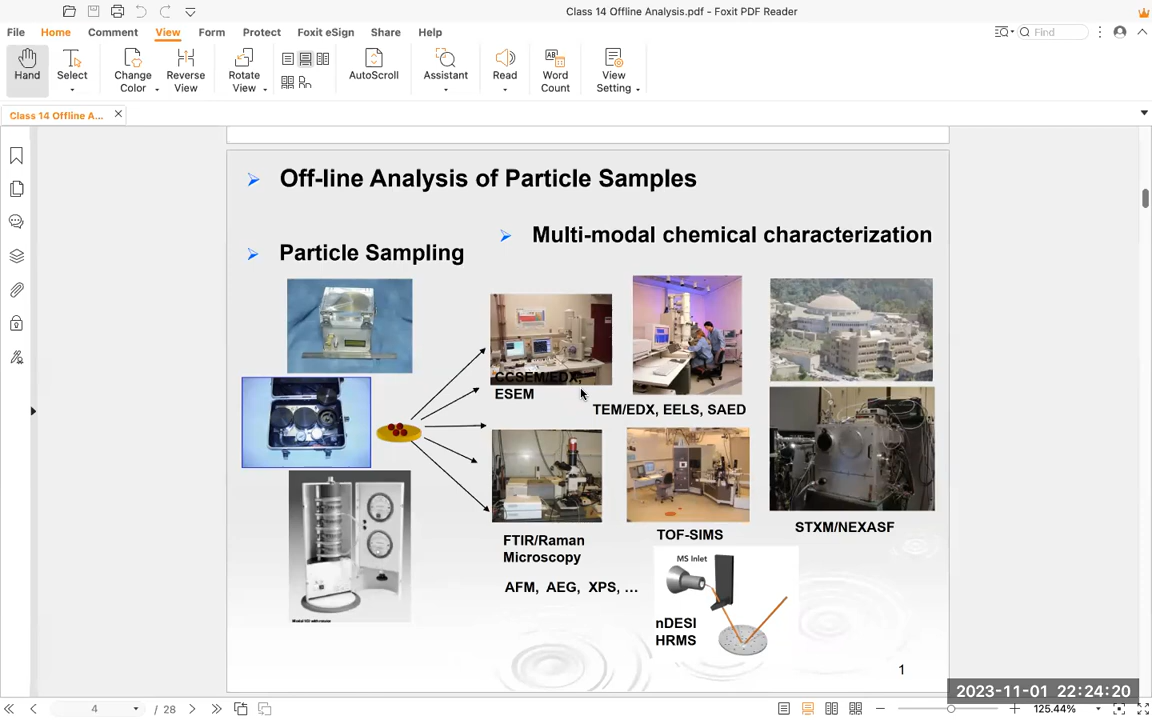 Class 14 Offline Analysis.pdf - Foxit PDF Reader
File Home Comment View Form Protect Foxit eSign Share Help
Find
Hand
Select
Change Color
Reverse View
Rotate View
AutoScroll
Assistant
Read
Word Count
View Setting
Class 14 Offline A...
Off-line Analysis of Particle Samples
Multi-modal chemical characterization
Particle Sampling
CCSEM/EDX,
ESEM
TEM/EDX, EELS, SAED
FTIR/Raman
Microscopy
TOF-SIMS
STXM/NEXASF
AFM, AEG, XPS, …
MS Inlet
nDESI
HRMS
1
2023-11-01 22:24:20
4 / 28
125.44%